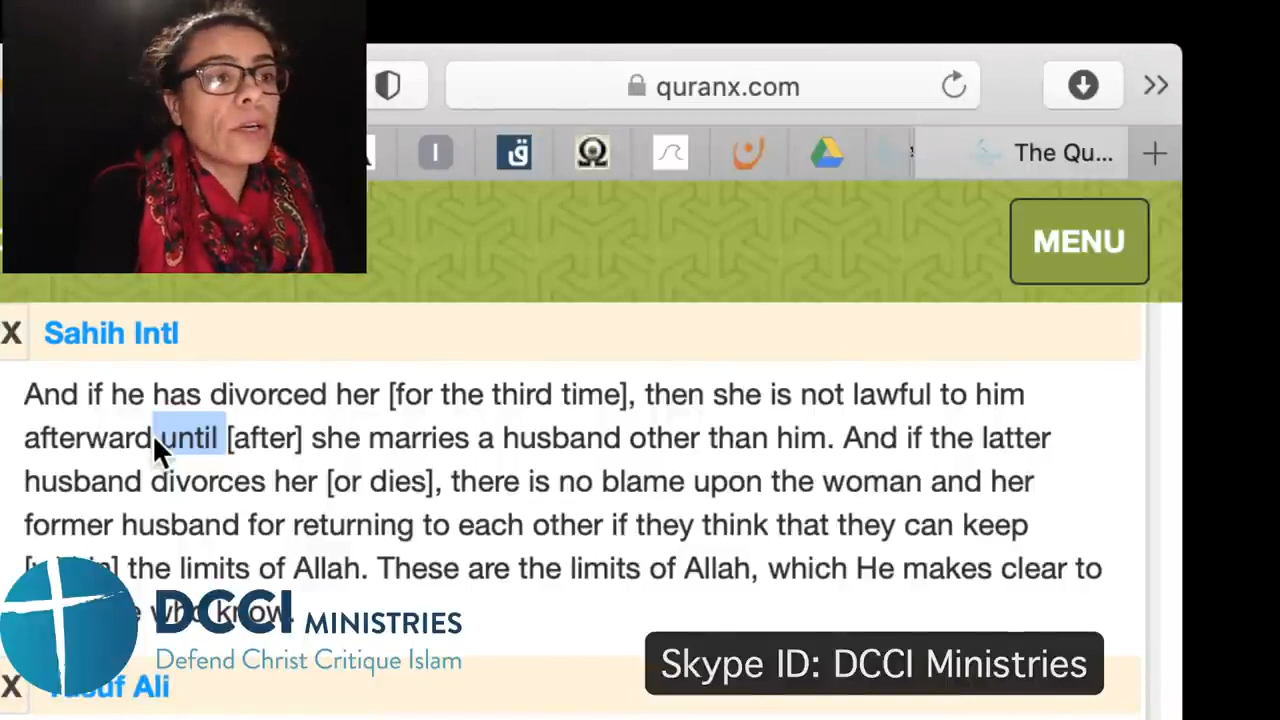 quranx.com
I
ق
Ω
The Qu...
MENU
X Sahih Intl
And if he has divorced her [for the third time], then she is not lawful to him
afterward until [after] she marries a husband other than him. And if the latter
husband divorces her [or dies], there is no blame upon the woman and her
former husband for returning to each other if they think that they can keep
the limits of Allah. These are the limits of Allah, which He makes clear to
who know.
DCCI MINISTRIES
Defend Christ Critique Islam
Skype ID: DCCI Ministries
X Yusuf Ali